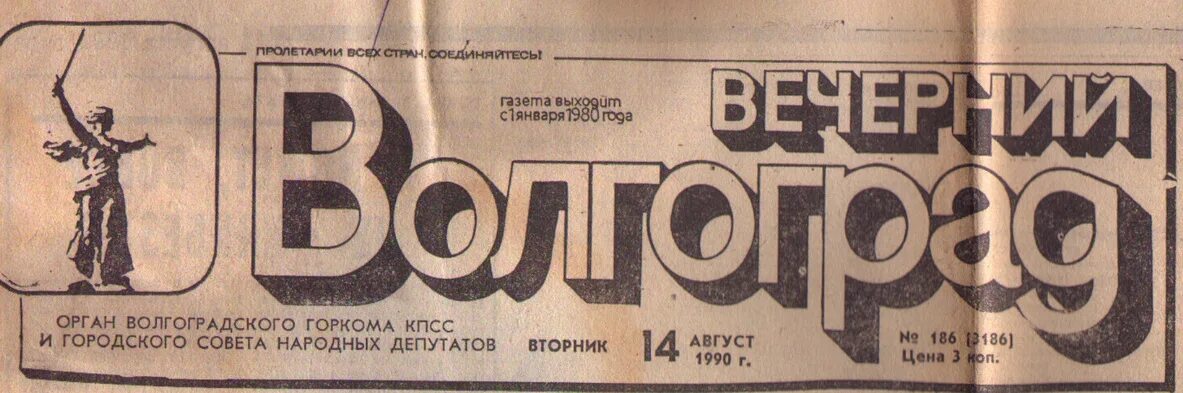 ПРОЛЕТАРИИ ВСЕХ СТРАН, СОЕДИНЯЙТЕСЬ!
газета выходит
с 1 января 1980 года
ВЕЧЕРНИЙ
Волгоград
ОРГАН ВОЛГОГРАДСКОГО ГОРКОМА КПСС
И ГОРОДСКОГО СОВЕТА НАРОДНЫХ ДЕПУТАТОВ
ВТОРНИК 14 АВГУСТ
1990 г.
№ 186 [3186]
Цена 3 коп.